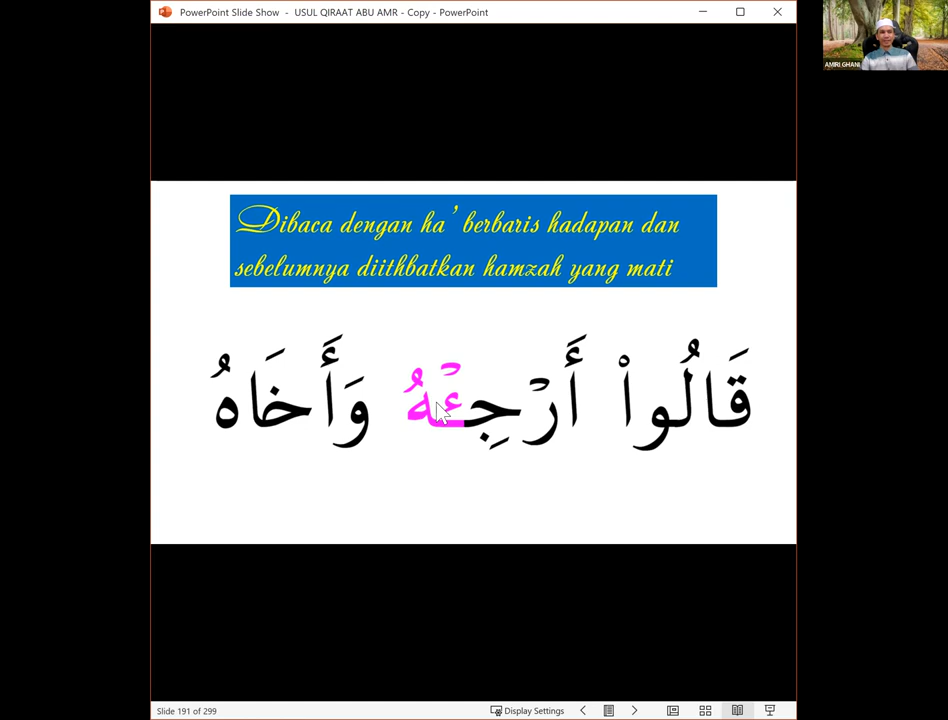 PowerPoint Slide Show - USUL QIRAAT ABU AMR - Copy - PowerPoint
AMIRI GHANI
Dibaca dengan ha' berbaris hadapan dan
sebelumnya diithbatkan hamzah yang mati
قَالُواْ أَرْجِئْهُ وَأَخَاهُ
Slide 191 of 299
Display Settings